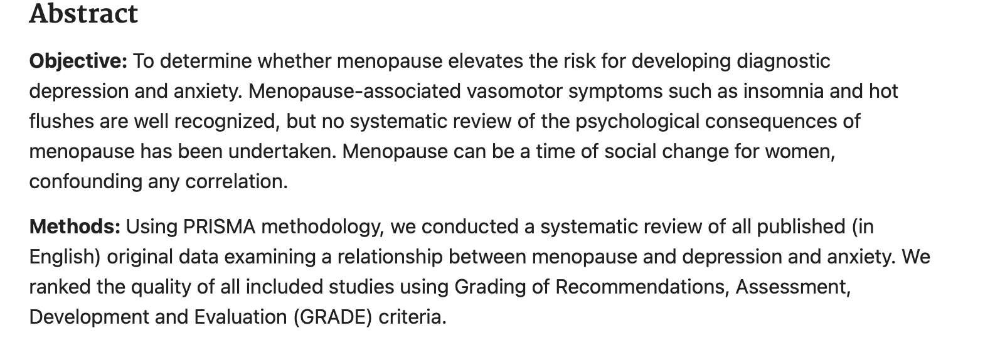 Abstract
Objective: To determine whether menopause elevates the risk for developing diagnostic
depression and anxiety. Menopause-associated vasomotor symptoms such as insomnia and hot
flushes are well recognized, but no systematic review of the psychological consequences of
menopause has been undertaken. Menopause can be a time of social change for women,
confounding any correlation.
Methods: Using PRISMA methodology, we conducted a systematic review of all published (in
English) original data examining a relationship between menopause and depression and anxiety. We
ranked the quality of all included studies using Grading of Recommendations, Assessment,
Development and Evaluation (GRADE) criteria.